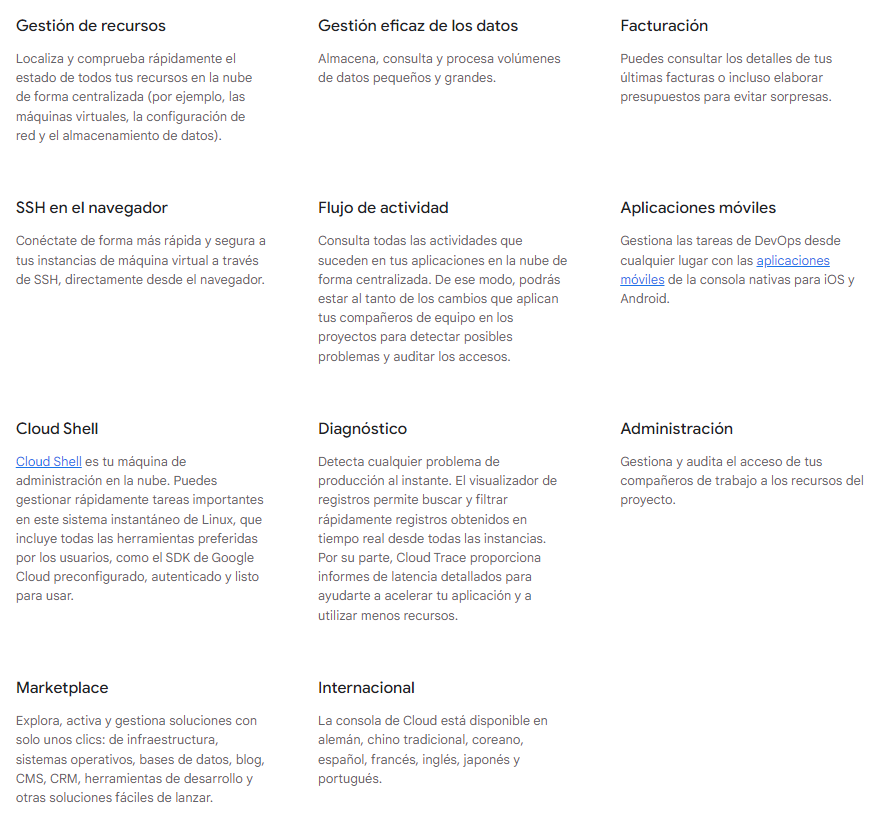 Gestión de recursos
Localiza y comprueba rápidamente el
estado de todos tus recursos en la nube
de forma centralizada (por ejemplo, las
máquinas virtuales, la configuración de
red y el almacenamiento de datos).
Gestión eficaz de los datos
Almacena, consulta y procesa volúmenes
de datos pequeños y grandes.
Facturación
Puedes consultar los detalles de tus
últimas facturas o incluso elaborar
presupuestos para evitar sorpresas.
SSH en el navegador
Conéctate de forma más rápida y segura a
tus instancias de máquina virtual a través
de SSH, directamente desde el navegador.
Flujo de actividad
Consulta todas las actividades que
suceden en tus aplicaciones en la nube de
forma centralizada. De ese modo, podrás
estar al tanto de los cambios que aplican
tus compañeros de equipo en los
proyectos para detectar posibles
problemas y auditar los accesos.
Aplicaciones móviles
Gestiona las tareas de DevOps desde
cualquier lugar con las aplicaciones
móviles de la consola nativas para iOS y
Android.
Cloud Shell
Cloud Shell es tu máquina de
administración en la nube. Puedes
gestionar rápidamente tareas importantes
en este sistema instantáneo de Linux, que
incluye todas las herramientas preferidas
por los usuarios, como el SDK de Google
Cloud preconfigurado, autenticado y listo
para usar.
Diagnóstico
Detecta cualquier problema de
producción al instante. El visualizador de
registros permite buscar y filtrar
rápidamente registros obtenidos en
tiempo real desde todas las instancias.
Por su parte, Cloud Trace proporciona
informes de latencia detallados para
ayudarte a acelerar tu aplicación y a
utilizar menos recursos.
Administración
Gestiona y audita el acceso de tus
compañeros de trabajo a los recursos del
proyecto.
Marketplace
Explora, activa y gestiona soluciones con
solo unos clics: de infraestructura,
sistemas operativos, bases de datos, blog,
CMS, CRM, herramientas de desarrollo y
otras soluciones fáciles de lanzar.
Internacional
La consola de Cloud está disponible en
alemán, chino tradicional, coreano,
español, francés, inglés, japonés y
portugués.